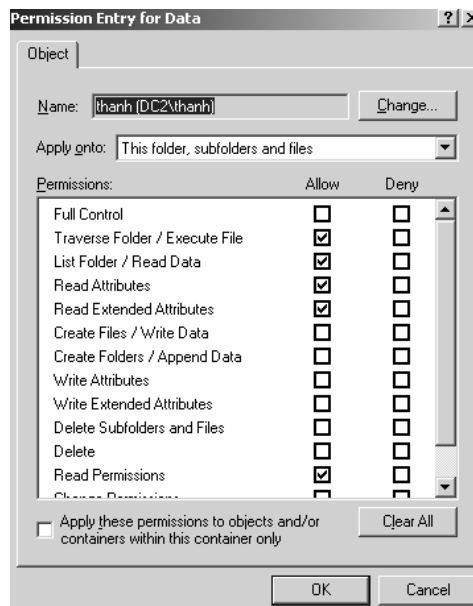 Permission Entry for Data
Object
Name: thanh (DC2\thanh) Change...
Apply onto: This folder, subfolders and files
Permissions: Allow Deny
Full Control
Traverse Folder / Execute File
List Folder / Read Data
Read Attributes
Read Extended Attributes
Create Files / Write Data
Create Folders / Append Data
Write Attributes
Write Extended Attributes
Delete Subfolders and Files
Delete
Read Permissions
Change Permissions
Apply these permissions to objects and/or
containers within this container only
Clear All
OK Cancel